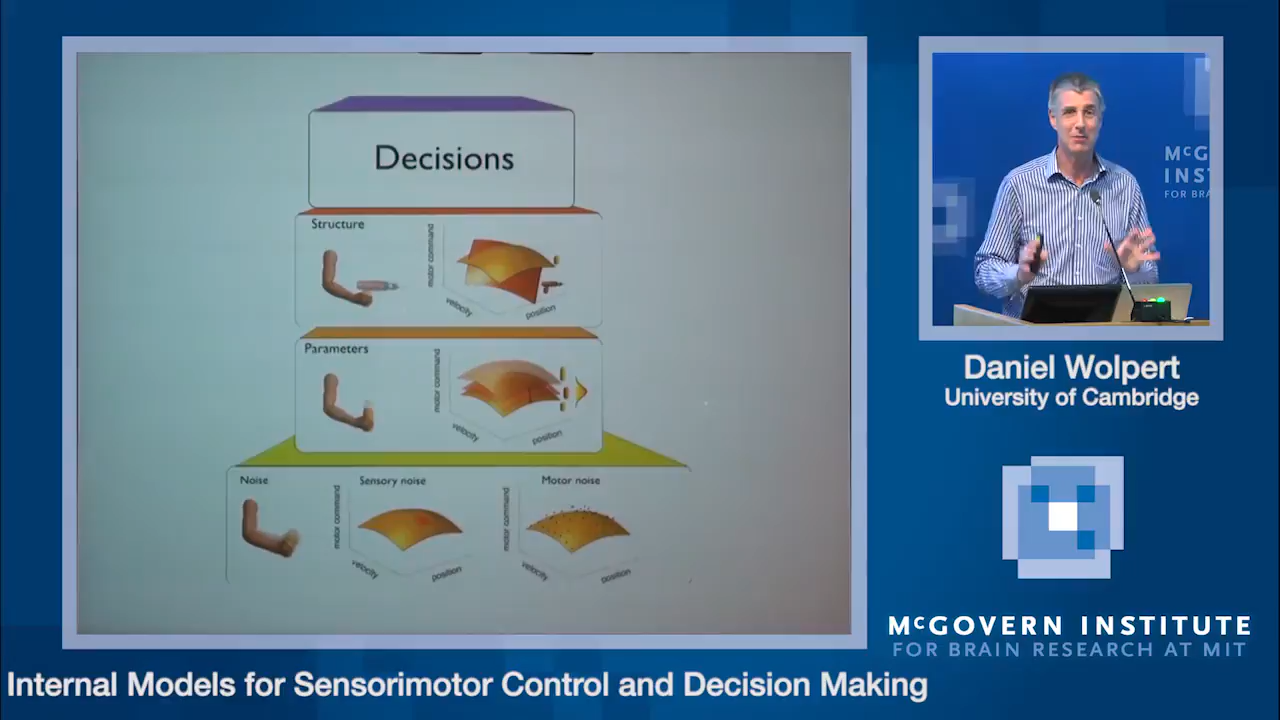 Decisions
Structure
motor command
velocity
position
Parameters
motor command
velocity
position
Noise
Sensory noise
Motor noise
motor command
velocity
position
motor command
velocity
position
McG
INS
FOR BRA
Daniel Wolpert
University of Cambridge
McGOVERN INSTITUTE
FOR BRAIN RESEARCH AT MIT
Internal Models for Sensorimotor Control and Decision Making